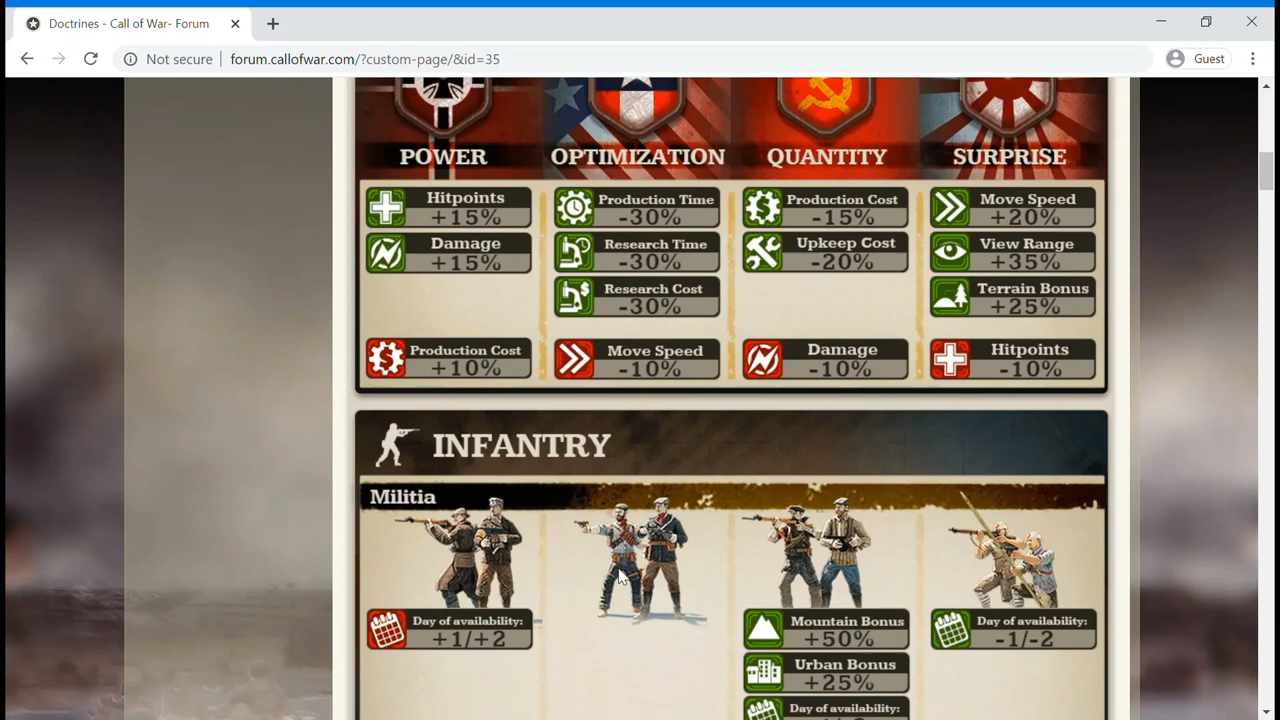 Doctrines - Call of War- Forum
Not secure
forum.callofwar.com/?custom-page/&id=35
Guest
POWER
OPTIMIZATION
QUANTITY
SURPRISE
Hitpoints
+15%
Production Time
-30%
Production Cost
-15%
Move Speed
+20%
Damage
+15%
Research Time
-30%
Upkeep Cost
-20%
View Range
+35%
Research Cost
-30%
Terrain Bonus
+25%
Production Cost
+10%
Move Speed
-10%
Damage
-10%
Hitpoints
-10%
INFANTRY
Militia
Day of availability:
+1/+2
Mountain Bonus
+50%
Day of availability:
-1/-2
Urban Bonus
+25%
Day of availability: